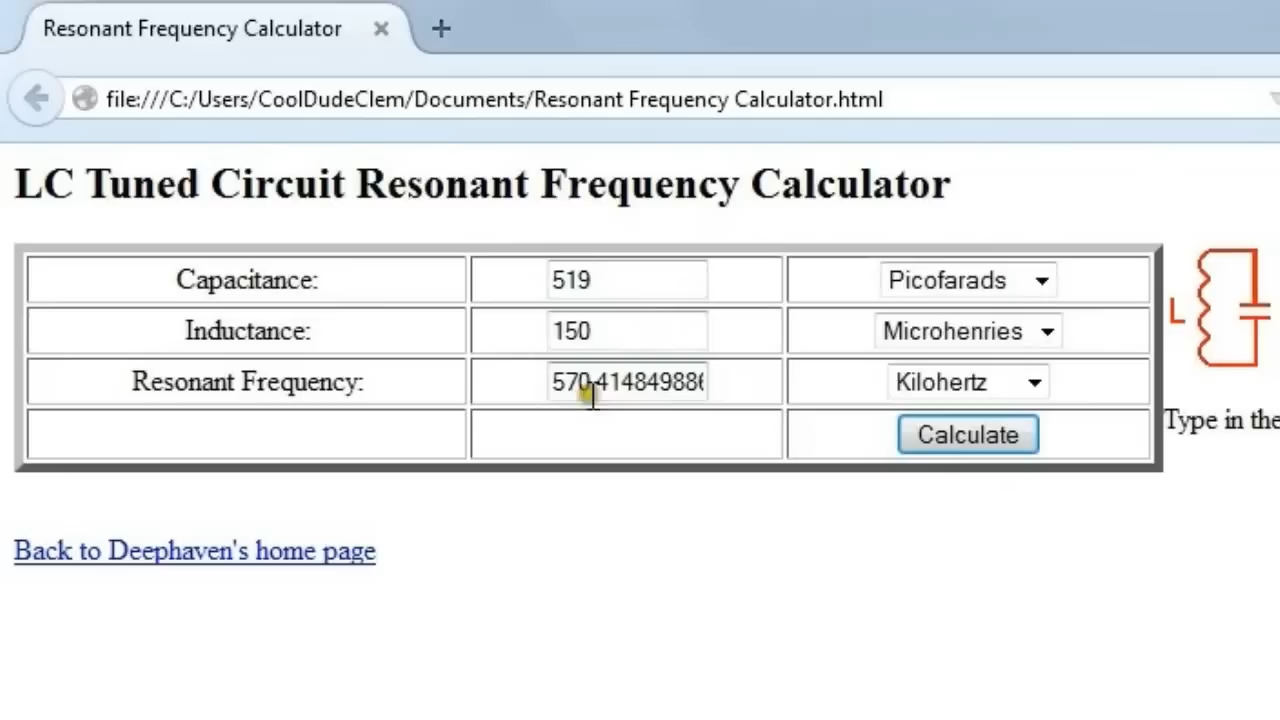 Resonant Frequency Calculator
file:///C:/Users/CoolDudeClem/Documents/Resonant Frequency Calculator.html
LC Tuned Circuit Resonant Frequency Calculator
Capacitance: 519 Picofarads
Inductance: 150 Microhenries
L
Resonant Frequency: 570.414849886 Kilohertz
Calculate
Type in the
Back to Deephaven's home page